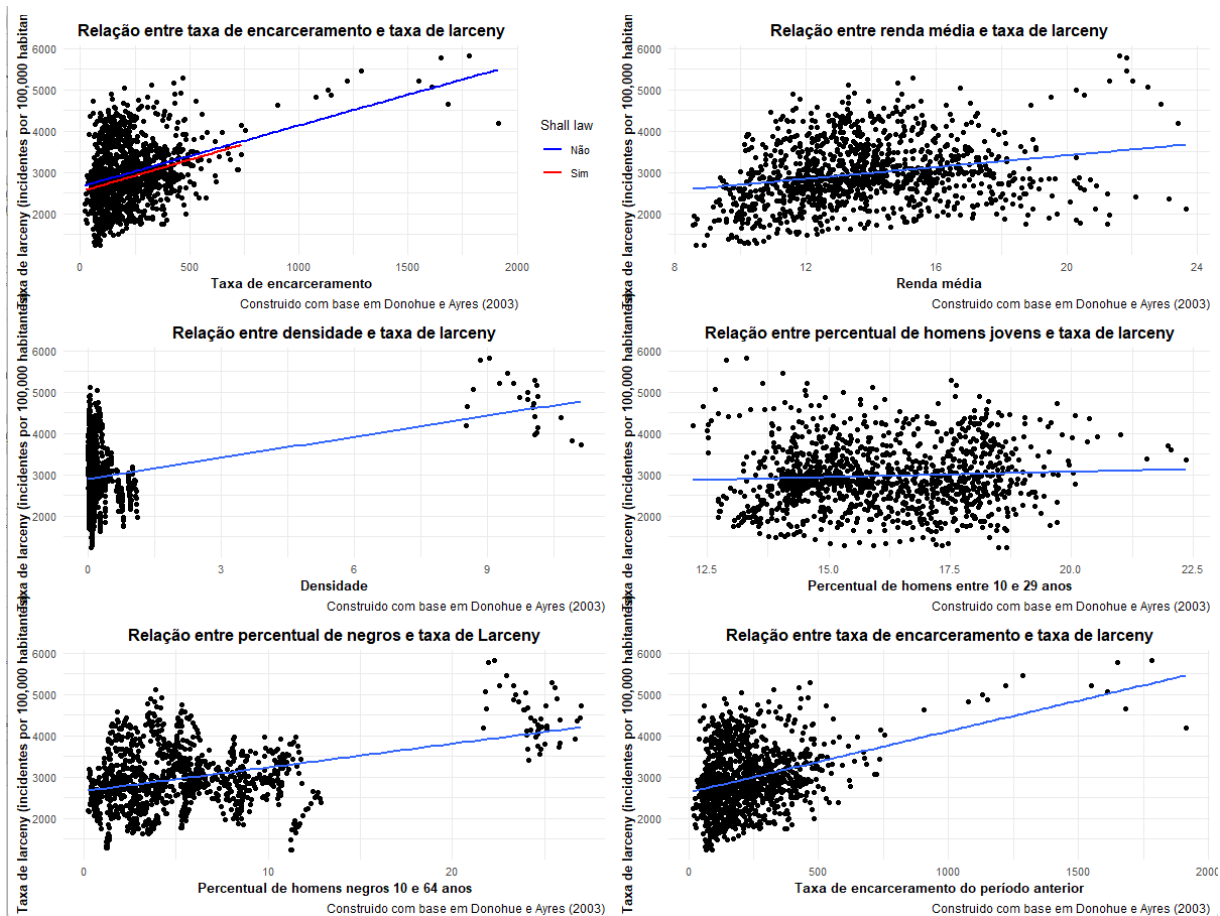 Relação entre taxa de encarceramento e taxa de larceny
Taxa de larceny (incidentes por 100,000 habitan
6000
5000
4000
3000
2000
0
500
1000
1500
2000
Taxa de encarceramento
Shall law
Não
Sim
Construido com base em Donohue e Ayres (2003)
Relação entre renda média e taxa de larceny
Taxa de larceny (incidentes por 100,000 habitan
6000
5000
4000
3000
2000
8
12
16
20
24
Renda média
Construido com base em Donohue e Ayres (2003)
Relação entre densidade e taxa de larceny
Taxa de larceny (incidentes por 100,000 habitantes)
6000
5000
4000
3000
2000
0
3
6
9
Densidade
Construido com base em Donohue e Ayres (2003)
Relação entre percentual de homens jovens e taxa de larceny
Taxa de larceny (incidentes por 100,000 habitantes)
6000
5000
4000
3000
2000
12.5
15.0
17.5
20.0
22.5
Percentual de homens entre 10 e 29 anos
Construido com base em Donohue e Ayres (2003)
Relação entre percentual de negros e taxa de Larceny
Taxa de larceny (incidentes por 100,000 habitantes)
6000
5000
4000
3000
2000
0
10
20
Percentual de homens negros 10 e 64 anos
Construido com base em Donohue e Ayres (2003)
Relação entre taxa de encarceramento e taxa de larceny
Taxa de larceny (incidentes por 100,000 habitantes)
6000
5000
4000
3000
2000
0
500
1000
1500
2000
Taxa de encarceramento do período anterior
Construido com base em Donohue e Ayres (2003)